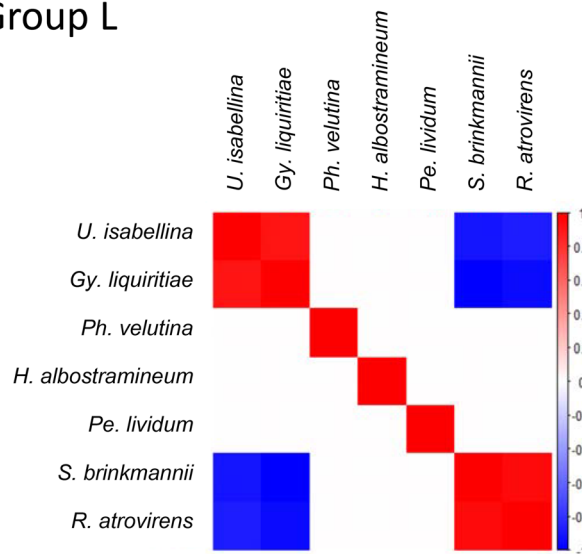 Group L
U. isabellina
Gy. liquiritiae
Ph. velutina
H. albostramineum
Pe. lividum
S. brinkmannii
R. atrovirens
U. isabellina
Gy. liquiritiae
Ph. velutina
H. albostramineum
Pe. lividum
S. brinkmannii
R. atrovirens
0